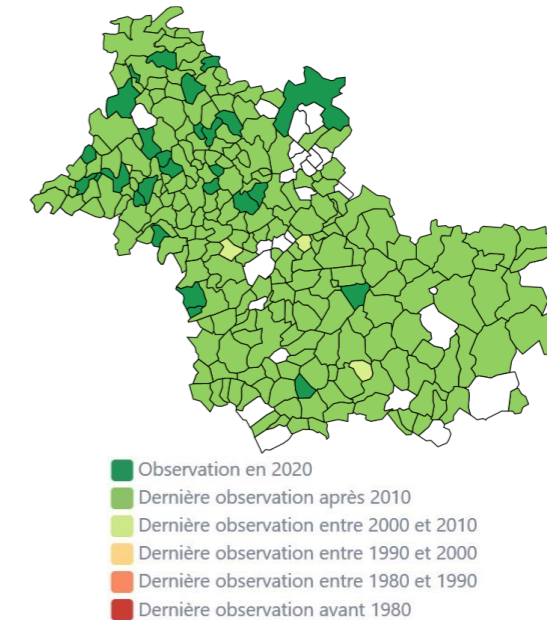 Observation en 2020
Dernière observation après 2010
Dernière observation entre 2000 et 2010
Dernière observation entre 1990 et 2000
Dernière observation entre 1980 et 1990
Dernière observation avant 1980